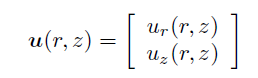 u(r, z) = [ u_r(r, z)
u_z(r, z) ]